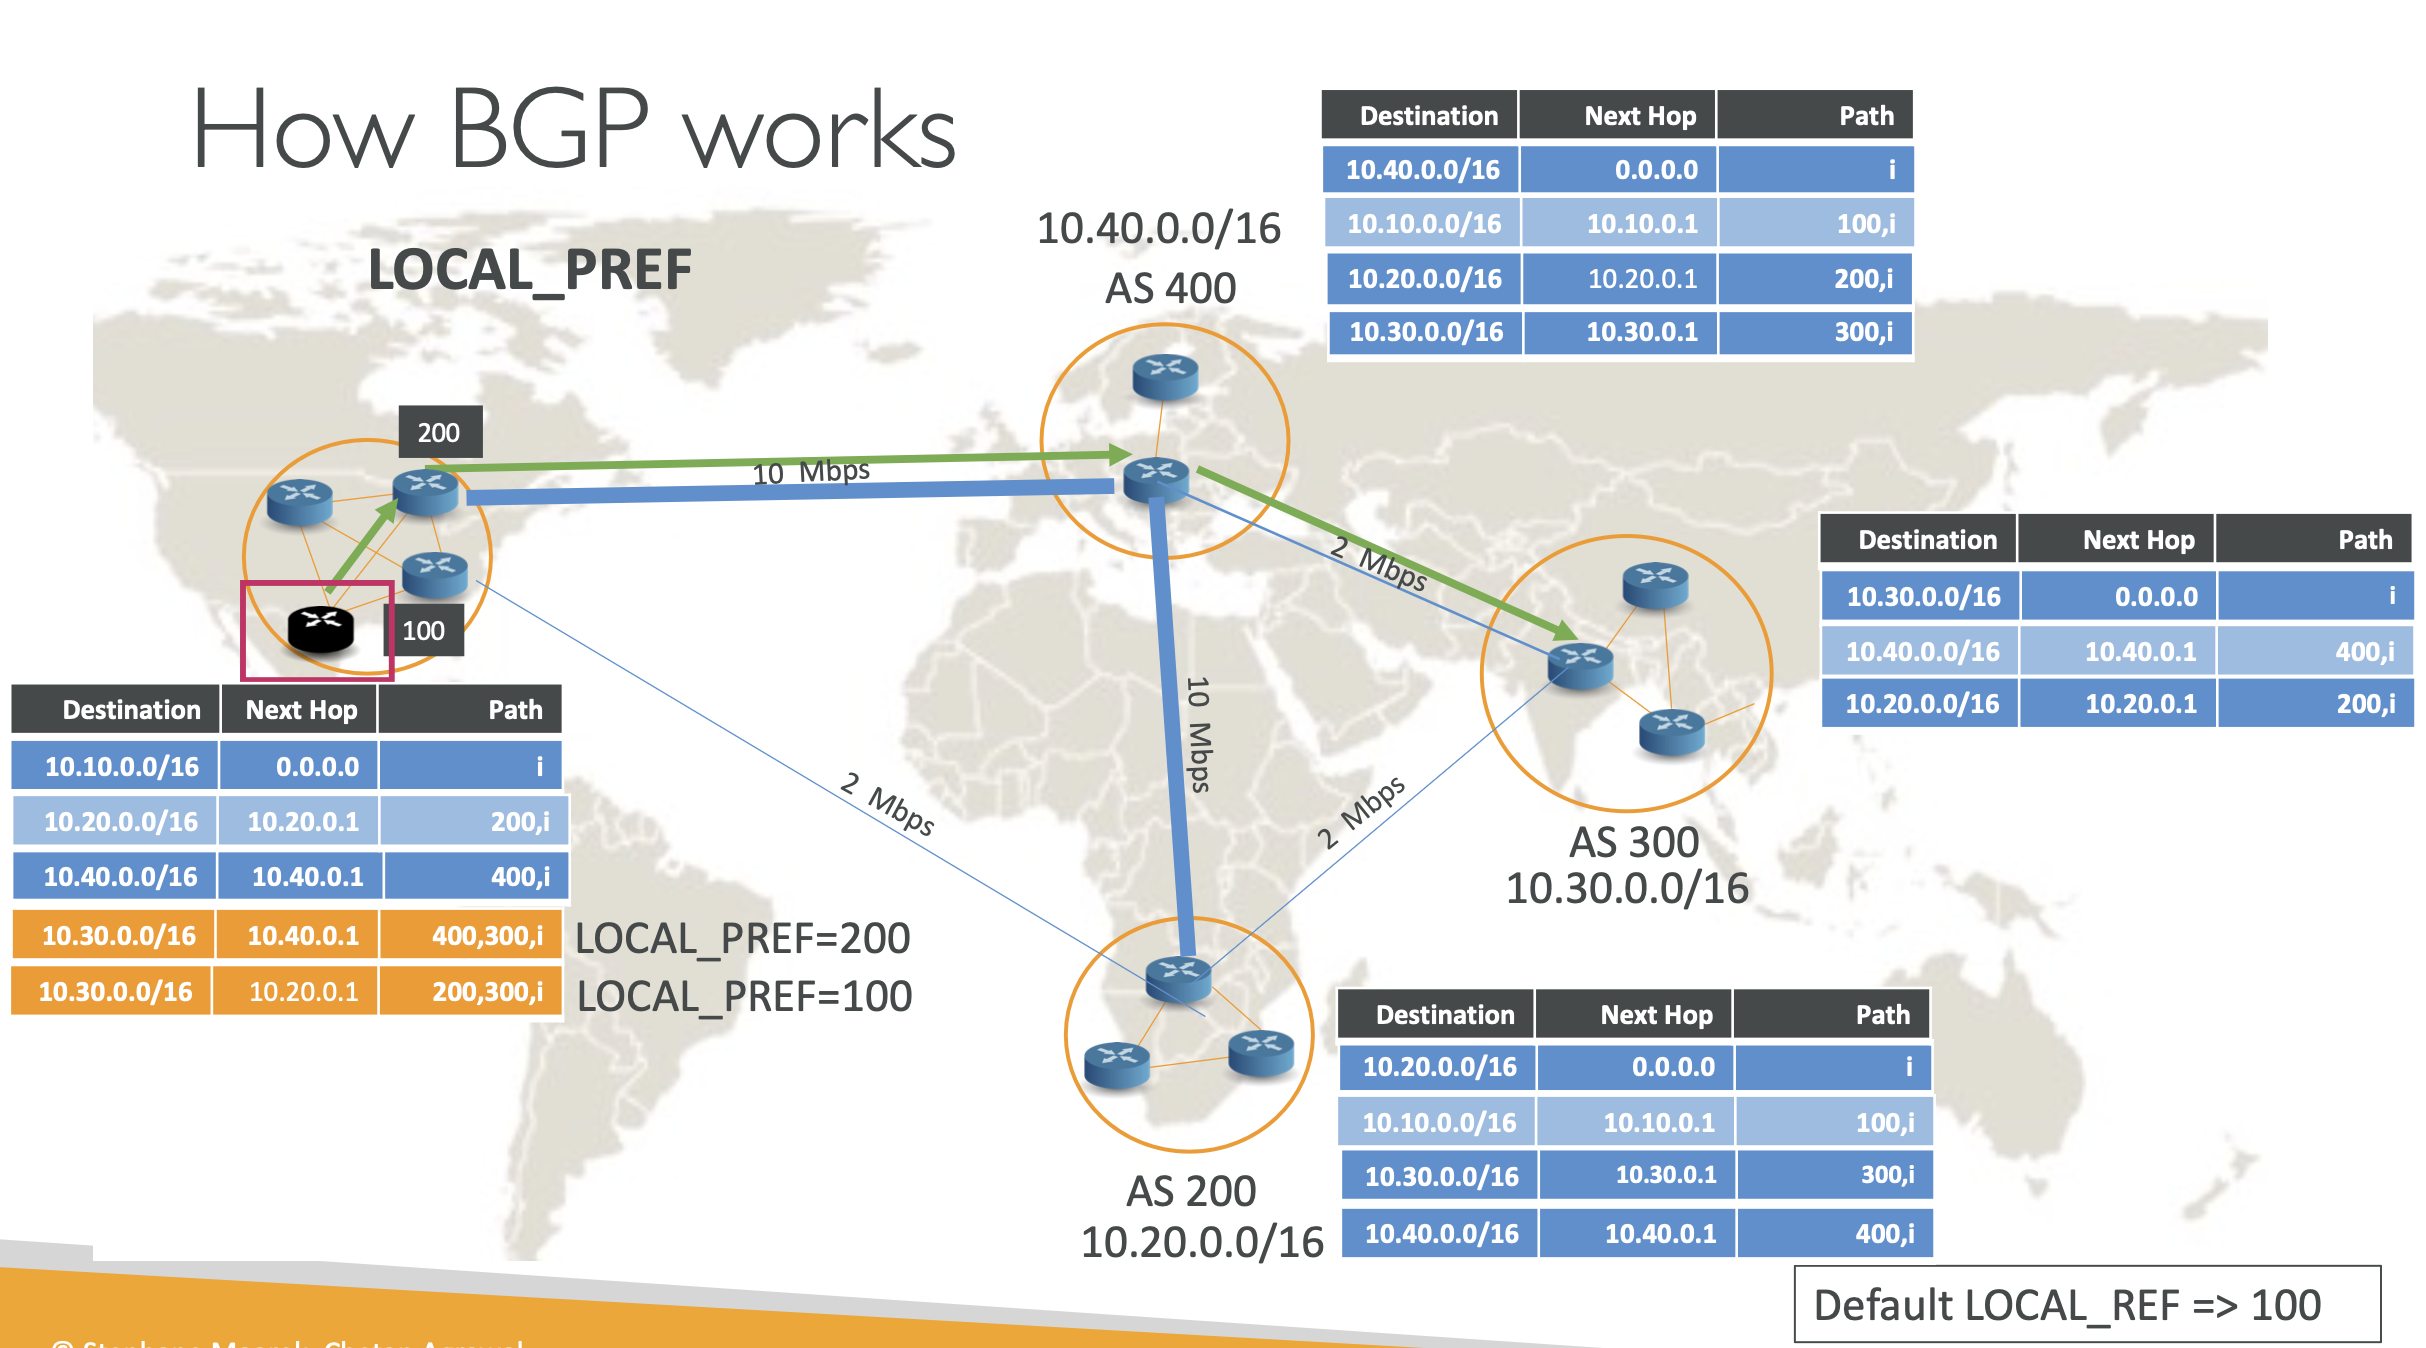 How BGP works
LOCAL_PREF
10.40.0.0/16
AS 400
Destination Next Hop Path
10.40.0.0/16 0.0.0.0 i
10.10.0.0/16 10.10.0.1 100,i
10.20.0.0/16 10.20.0.1 200,i
10.30.0.0/16 10.30.0.1 300,i
200
10 Mbps
100
2 Mbps
Destination Next Hop Path
10.30.0.0/16 0.0.0.0 i
10.40.0.0/16 10.40.0.1 400,i
10.20.0.0/16 10.20.0.1 200,i
10 Mbps
2 Mbps
2 Mbps
AS 300
10.30.0.0/16
Destination Next Hop Path
10.10.0.0/16 0.0.0.0 i
10.20.0.0/16 10.20.0.1 200,i
10.40.0.0/16 10.40.0.1 400,i
10.30.0.0/16 10.40.0.1 400,300,i LOCAL_PREF=200
10.30.0.0/16 10.20.0.1 200,300,i LOCAL_PREF=100
AS 200
10.20.0.0/16
Destination Next Hop Path
10.20.0.0/16 0.0.0.0 i
10.10.0.0/16 10.10.0.1 100,i
10.30.0.0/16 10.30.0.1 300,i
10.40.0.0/16 10.40.0.1 400,i
Default LOCAL_REF => 100